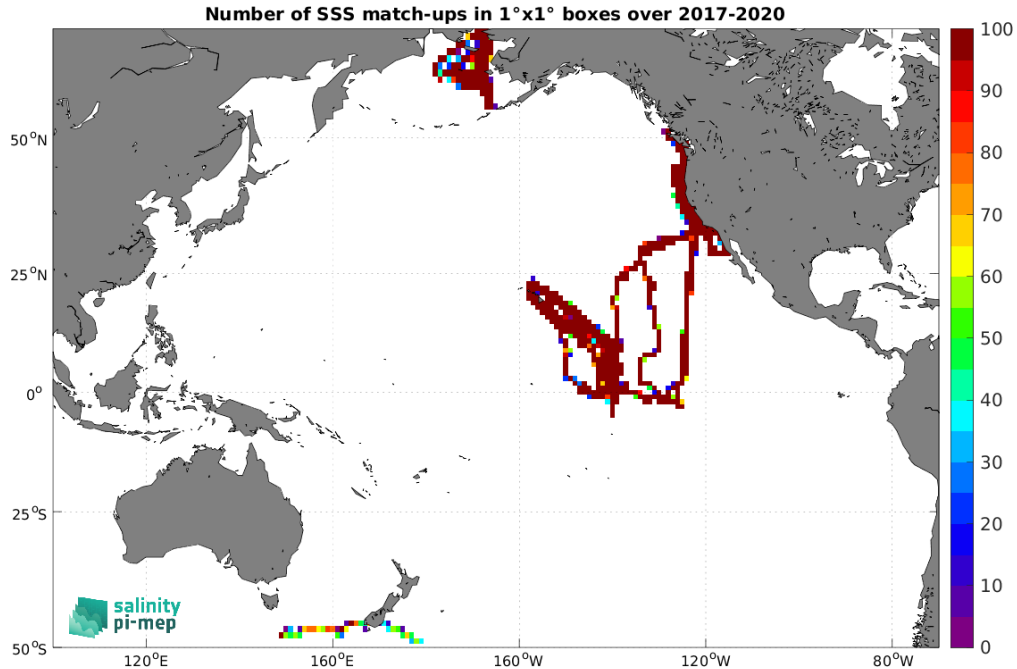 Number of SSS match-ups in 1°x1° boxes over 2017-2020
100
90
80
70
60
50
40
30
20
10
0
50°N
25°N
0°
25°S
50°S
120°E
160°E
160°W
120°W
80°W
salinity
pi-mep